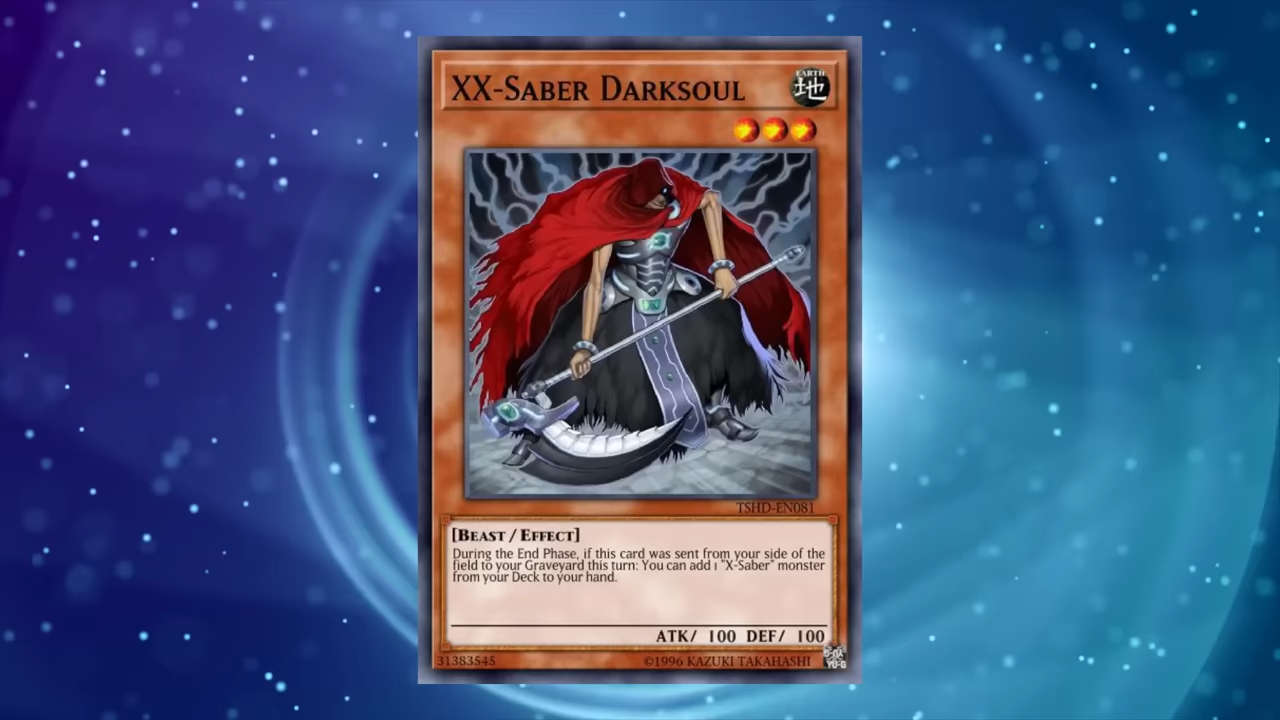 XX-Saber Darksoul
EARTH
地
TSHD-EN081
[Beast / Effect]
During the End Phase, if this card was sent from your side of the
field to your Graveyard this turn: You can add 1 "X-Saber" monster
from your Deck to your hand.
ATK/ 100 DEF/ 100
31383545
©1996 KAZUKI TAKAHASHI